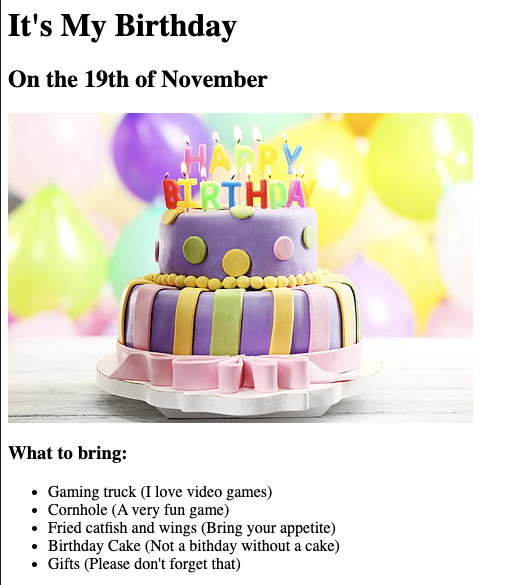 It's My Birthday
On the 19th of November
HAPPY
BIRTHDAY
What to bring:
Gaming truck (I love video games)
Cornhole (A very fun game)
Fried catfish and wings (Bring your appetite)
Birthday Cake (Not a bithday without a cake)
Gifts (Please don't forget that)